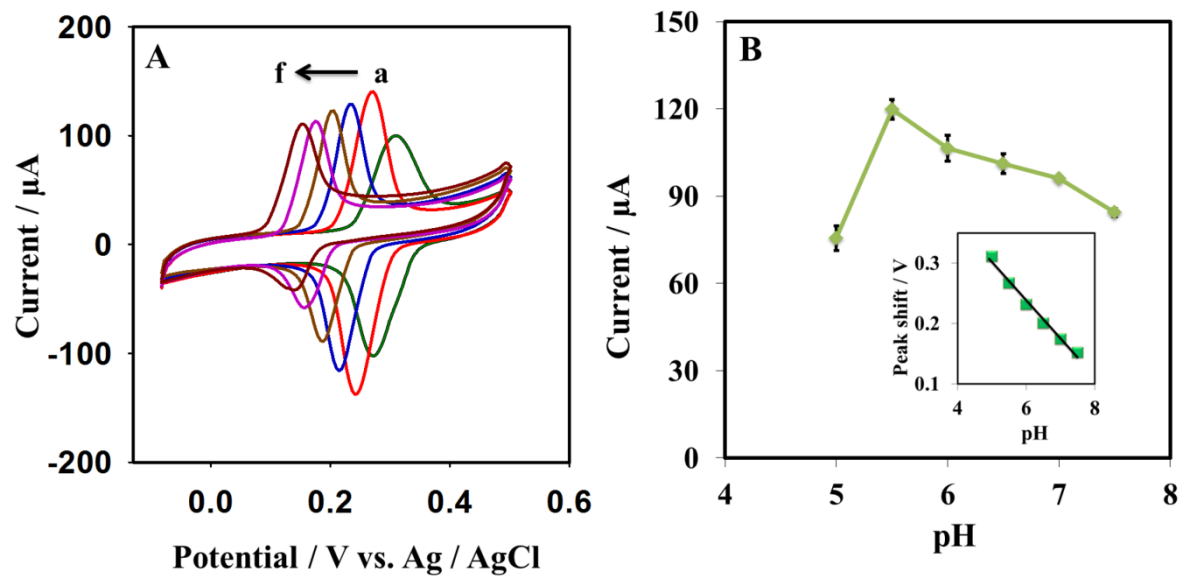 A
f
a
200
100
0
-100
-200
Current / µA
0.0
0.2
0.4
0.6
Potential / V vs. Ag / AgCl
B
150
120
90
60
30
0
Current / µA
4
5
6
7
8
pH
0.3
0.2
0.1
Peak shift / V
4
6
8
pH